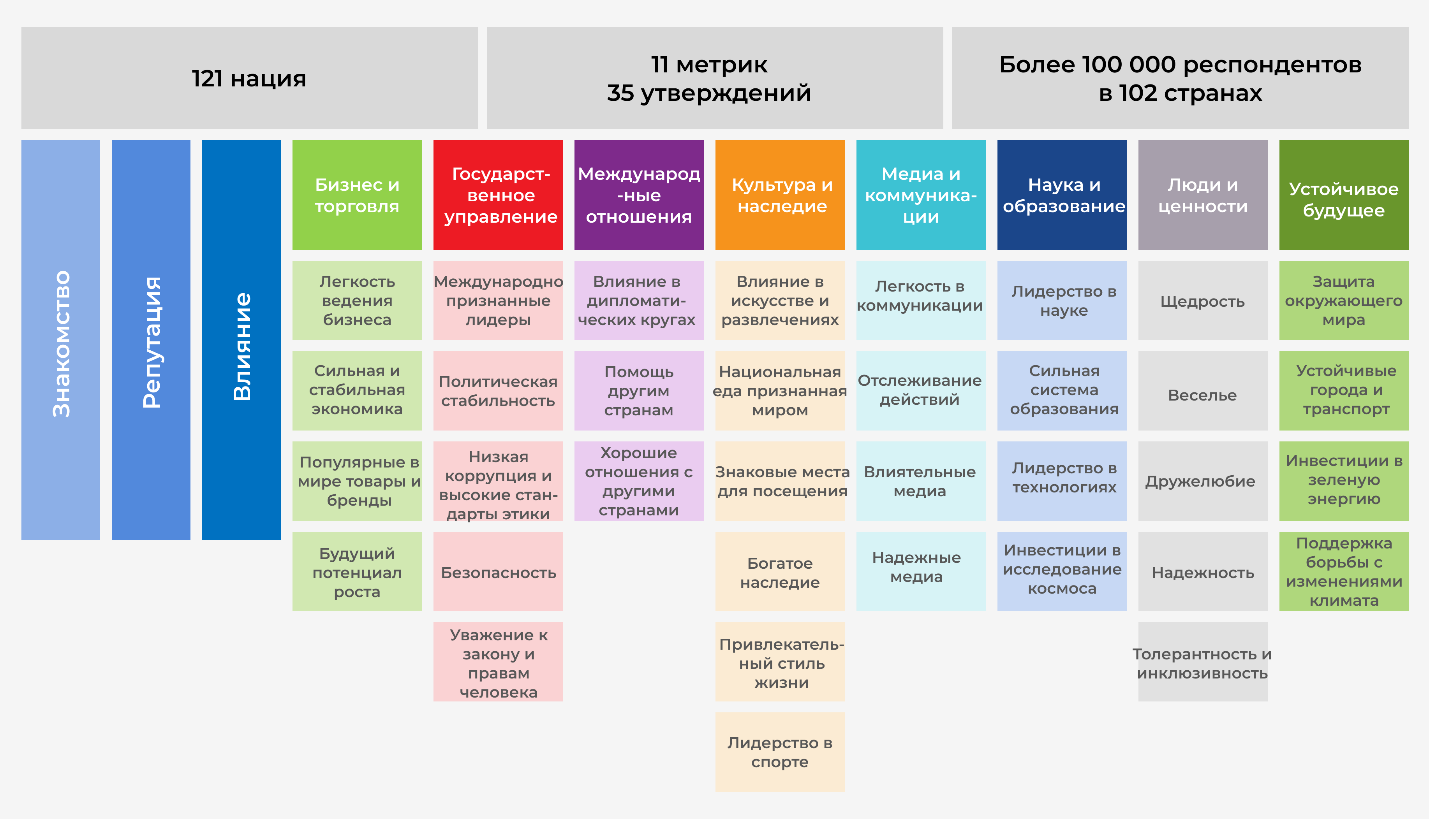 121 нация
11 метрик
35 утверждений
Более 100 000 респондентов
в 102 странах
Знакомство
Репутация
Влияние
Бизнес и
торговля
Легкость
ведения
бизнеса
Сильная и
стабильная
экономика
Популярные в
мире товары и
бренды
Будущий
потенциал
роста
Государст-
венное
управление
Международно
признанные
лидеры
Политическая
стабильность
Низкая
коррупция и
высокие стан-
дарты этики
Безопасность
Уважение к
закону и
правам
человека
Международ
-ные
отношения
Влияние в
дипломати-
ческих кругах
Помощь
другим
странам
Хорошие
отношения с
другими
странами
Культура и
наследие
Влияние в
искусстве и
развлечениях
Национальная
еда признанная
миром
Знаковые места
для посещения
Богатое
наследие
Привлекатель-
ный стиль
жизни
Лидерство в
спорте
Медиа и
коммуника-
ции
Легкость в
коммуникации
Отслеживание
действий
Влиятельные
медиа
Надежные
медиа
Наука и
образование
Лидерство в
науке
Сильная
система
образования
Лидерство в
технологиях
Инвестиции в
исследование
космоса
Люди и
ценности
Щедрость
Веселье
Дружелюбие
Надежность
Толерантность и
инклюзивность
Устойчивое
будущее
Защита
окружающего
мира
Устойчивые
города и
транспорт
Инвестиции в
зеленую
энергию
Поддержка
борьбы с
изменениями
климата